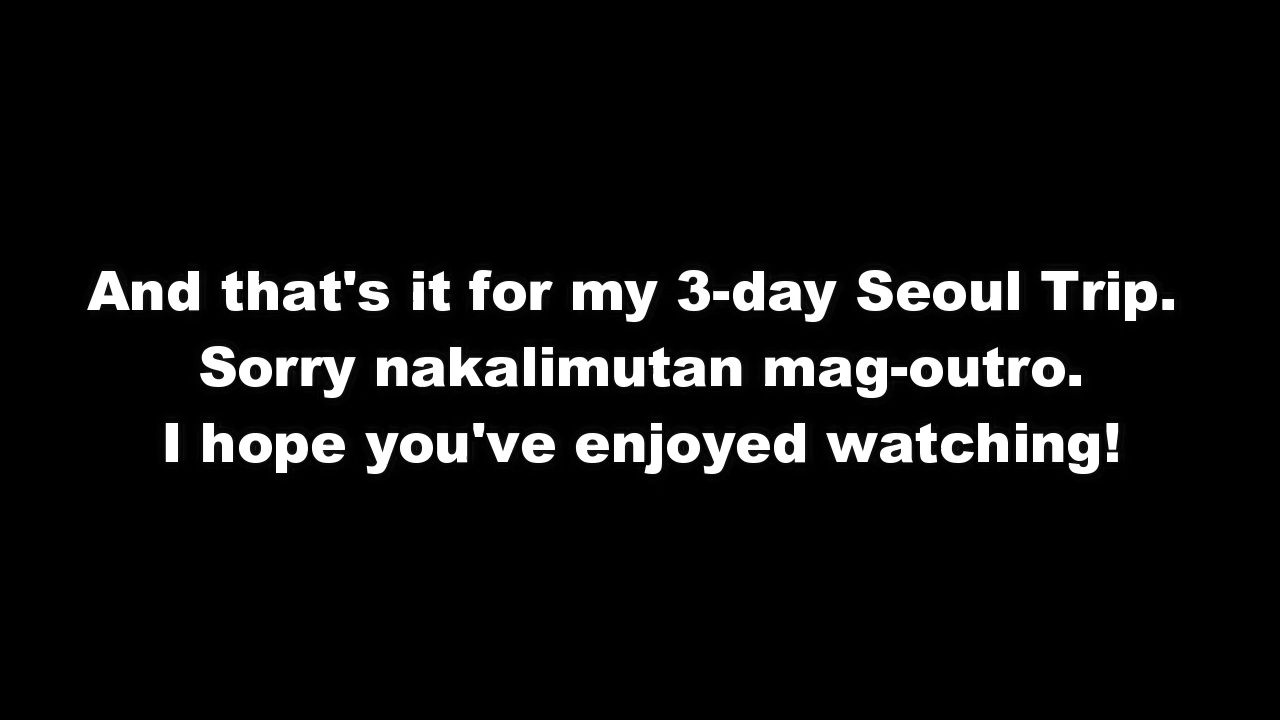 And that's it for my 3-day Seoul Trip.
Sorry nakalimutan mag-outro.
I hope you've enjoyed watching!